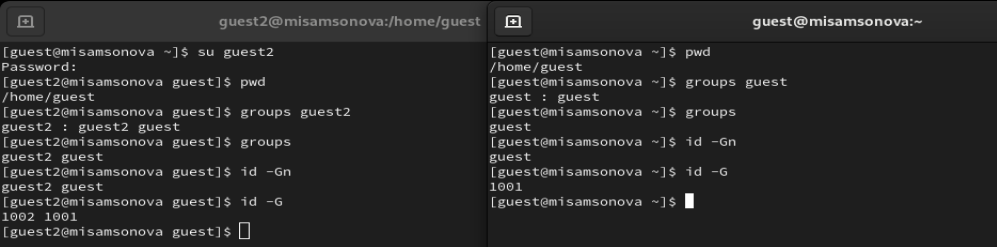 guest2@misamsonova:/home/guest
[guest@misamsonova ~]$ su guest2
Password:
[guest2@misamsonova guest]$ pwd
/home/guest
[guest2@misamsonova guest]$ groups guest2
guest2 : guest2 guest
[guest2@misamsonova guest]$ groups
guest2 guest
[guest2@misamsonova guest]$ id -Gn
guest2 guest
[guest2@misamsonova guest]$ id -G
1002 1001
[guest2@misamsonova guest]$
guest@misamsonova:~
[guest@misamsonova ~]$ pwd
/home/guest
[guest@misamsonova ~]$ groups guest
guest : guest
[guest@misamsonova ~]$ groups
guest
[guest@misamsonova ~]$ id -Gn
guest
[guest@misamsonova ~]$ id -G
1001
[guest@misamsonova ~]$